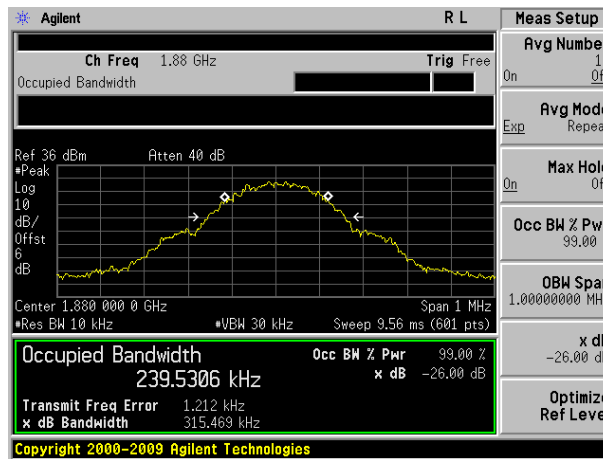 Agilent R L
Meas Setup
Ch Freq 1.88 GHz Trig Free
Occupied Bandwidth
Avg Numbe
1
On Of
Avg Mod
Exp Repea
Ref 36 dBm Atten 40 dB
#Peak
Log
10
dB/
Offst
6
dB
Max Hol
On Of
Occ BW % Pw
99.00
OBW Spa
1.00000000 MH
Center 1.880 000 0 GHz Span 1 MHz
#Res BW 10 kHz #VBW 30 kHz Sweep 9.56 ms (601 pts)
x d
-26.00 d
Optimiz
Ref Leve
Occupied Bandwidth Occ BW % Pwr 99.00 %
239.5306 kHz x dB -26.00 dB
Transmit Freq Error 1.212 kHz
x dB Bandwidth 315.469 kHz
Copyright 2000-2009 Agilent Technologies